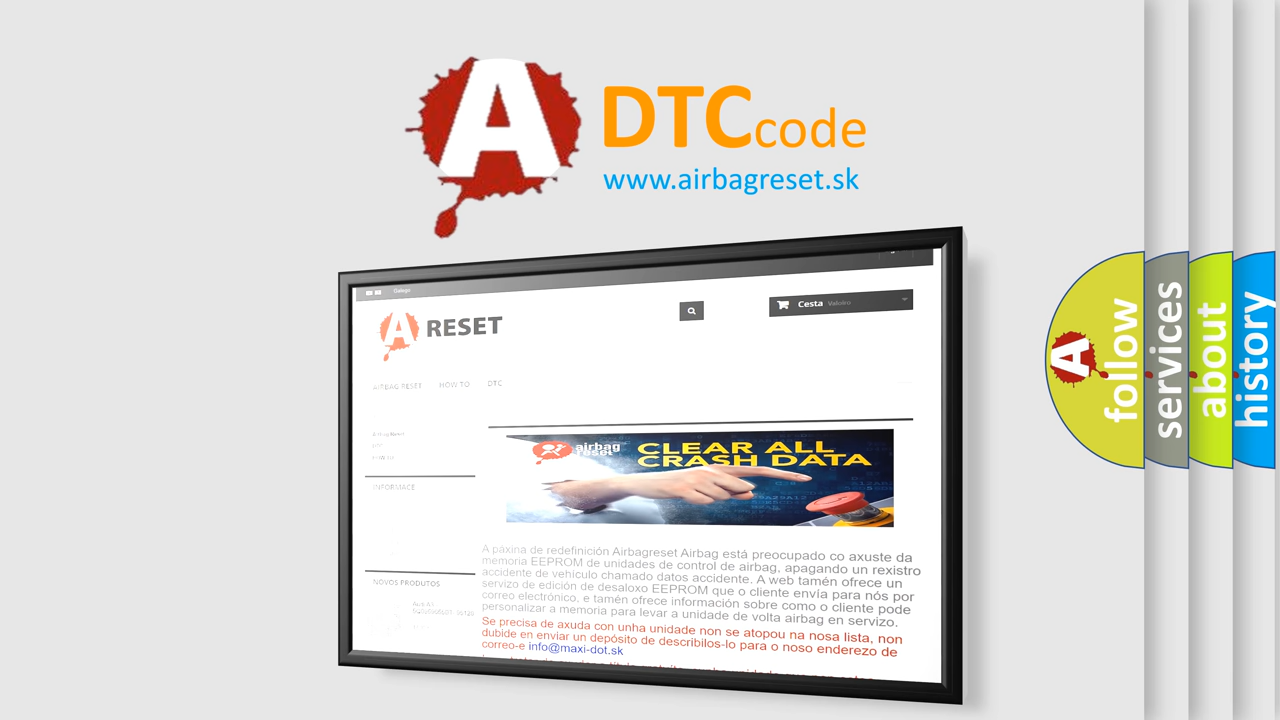 A
DTCcode
www.airbagreset.sk
Galego
A RESET
Cesta Valeiro
AIRBAG RESET HOW TO DTC
INFORMACE
NOVOS PRODUTOS
airbag
reset
CLEAR ALL
CRASH DATA
A páxina de redefinición Airbagreset Airbag está preocupado co axuste da
memoria EEPROM de unidades de control de airbag, apagando un rexistro
accidente de vehículo chamado datos accidente. A web tamén ofrece un
servizo de edición de desaloxo EEPROM que o cliente envía para nós por
correo electrónico, e tamén ofrece información sobre como o cliente pode
personalizar a memoria para levar a unidade de volta airbag en servizo.
Se precisa de axuda con unha unidade non se atopou na nosa lista, non
dubide en enviar un depósito de describilos-lo para o noso enderezo de
correo-e info@maxi-dot.sk
A follow
services
about
history